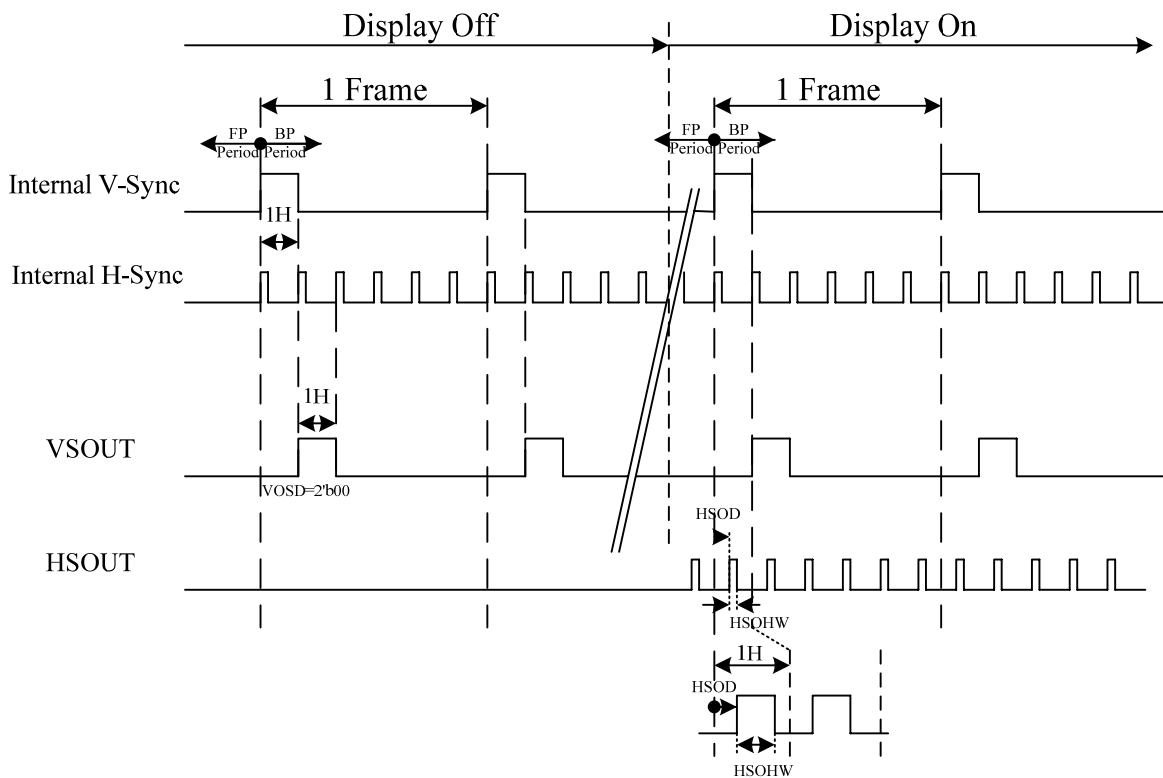 Display Off
Display On
1 Frame
1 Frame
FP
Period
BP
Period
FP
Period
BP
Period
Internal V-Sync
1H
Internal H-Sync
1H
VSOUT
VOSD=2'b00
HSOD
HSOUT
HSOHW
1H
HSOD
HSOHW